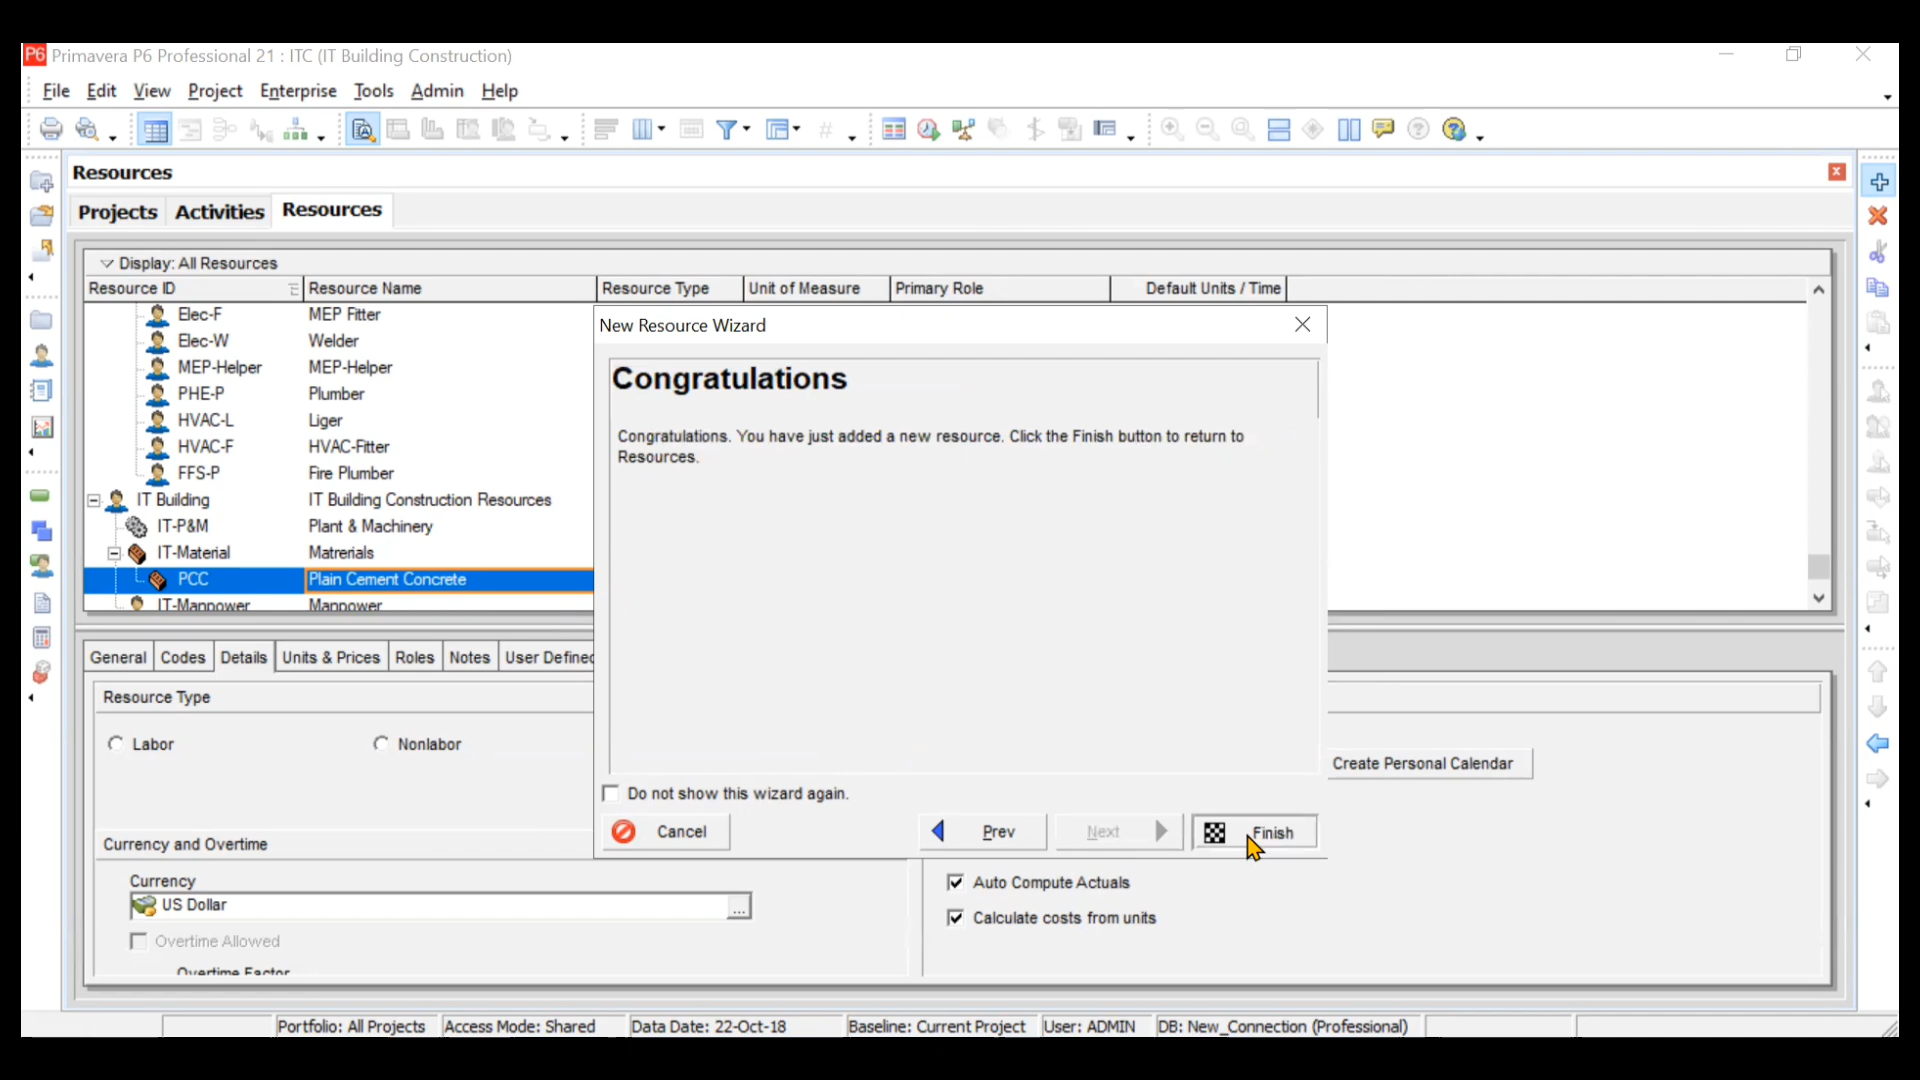 P6 Primavera P6 Professional 21 : ITC (IT Building Construction)
File Edit View Project Enterprise Tools Admin Help
Resources
Projects Activities Resources
Display: All Resources
Resource ID Resource Name Resource Type Unit of Measure Primary Role Default Units / Time
Elec-F MEP Fitter
Elec-W Welder
MEP-Helper MEP-Helper
PHE-P Plumber
HVAC-L Liger
HVAC-F HVAC-Fitter
FFS-P Fire Plumber
IT Building IT Building Construction Resources
IT-P&M Plant & Machinery
IT-Material Matrerials
PCC Plain Cement Concrete
IT-Manpower Manpower
New Resource Wizard
Congratulations
Congratulations. You have just added a new resource. Click the Finish button to return to
Resources.
Do not show this wizard again.
Cancel Prev Next Finish
General Codes Details Units & Prices Roles Notes User Defined
Resource Type
Labor Nonlabor
Create Personal Calendar
Currency and Overtime
Currency
US Dollar ...
Overtime Allowed
Overtime Factor
Auto Compute Actuals
Calculate costs from units
Portfolio: All Projects Access Mode: Shared Data Date: 22-Oct-18 Baseline: Current Project User: ADMIN DB: New_Connection (Professional)